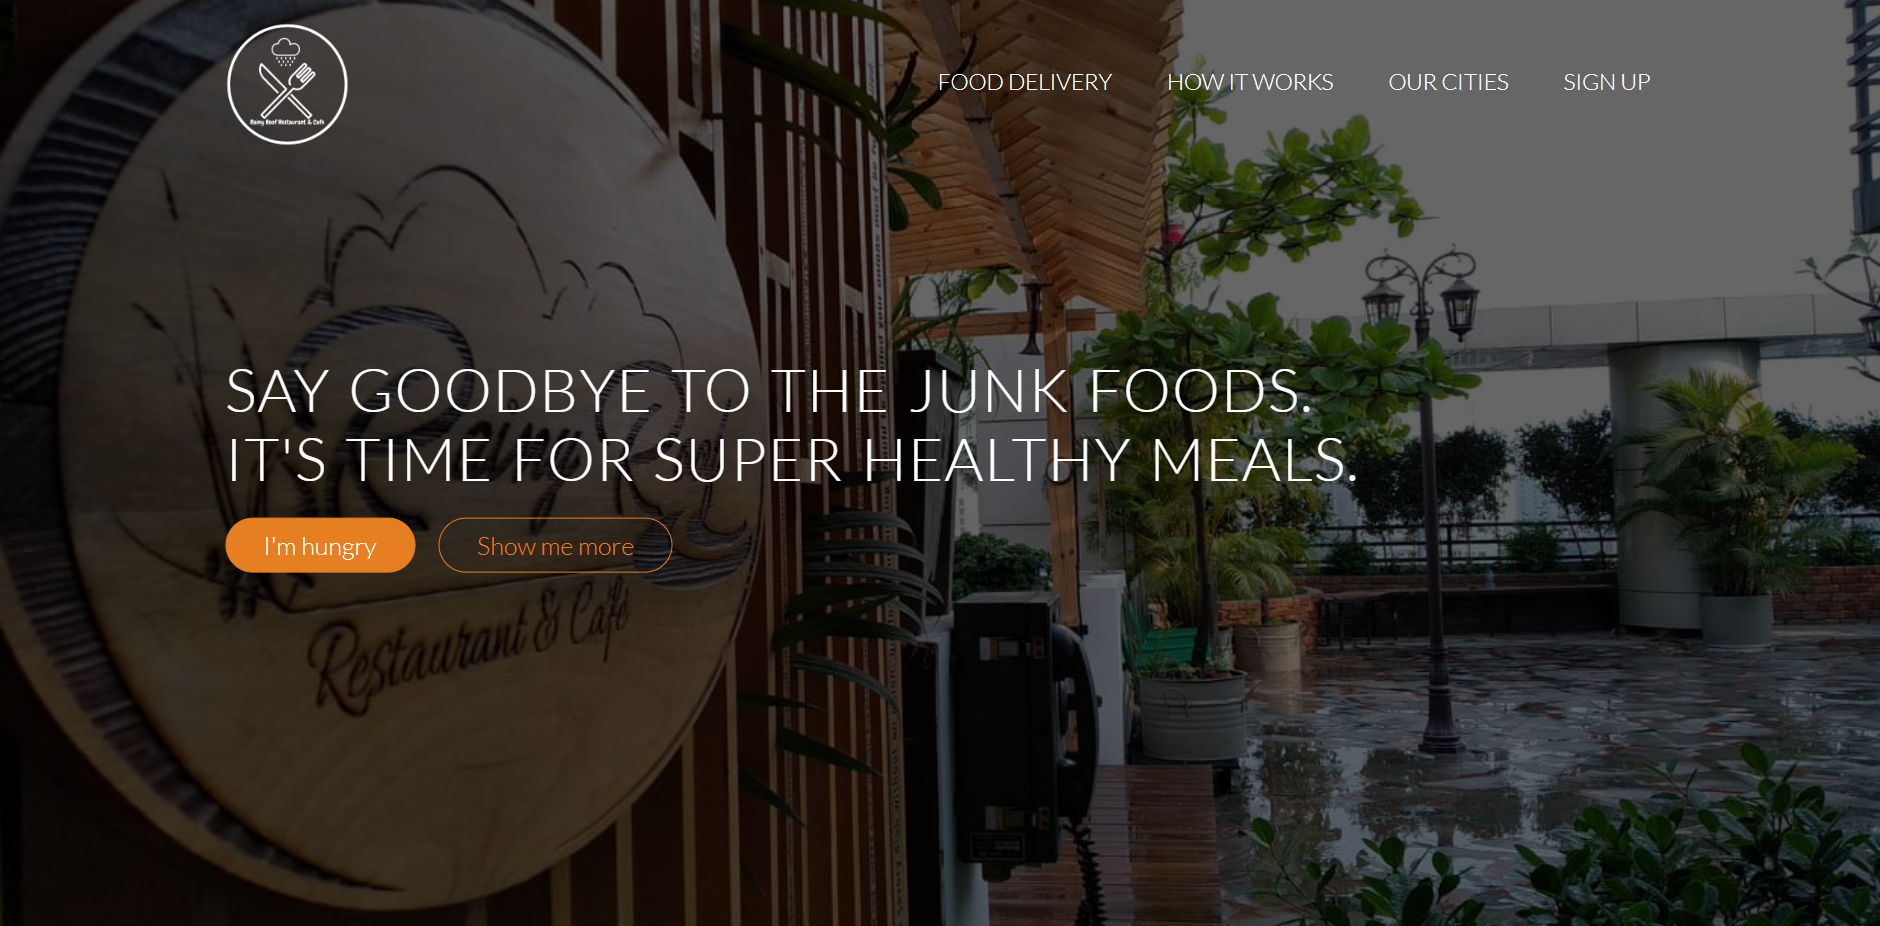 Rainy Roof Restaurant & Cafe
FOOD DELIVERY HOW IT WORKS OUR CITIES SIGN UP
SAY GOODBYE TO THE JUNK FOODS.
IT'S TIME FOR SUPER HEALTHY MEALS.
I'm hungry Show me more
Restaurant & Café